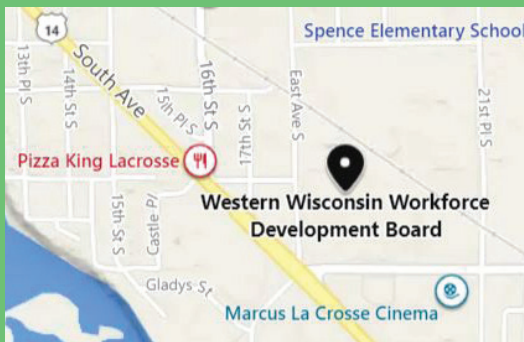 14
Spence Elementary School
13th Pl S
14th St S
South Ave
15th Pl S
16th St S
17th St S
East Ave S
21st Pl S
Pizza King Lacrosse
Western Wisconsin Workforce
Development Board
15th St S
Castle Pl
Gladys St
Marcus La Crosse Cinema